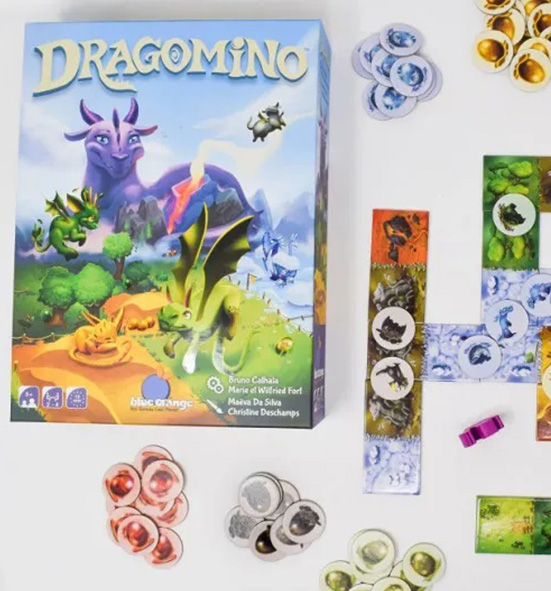 DRAGOMINO
Bruno Cathala
Marie et Wilfried Fort
Maëva Da Silva
Christine Deschamps
blue orange